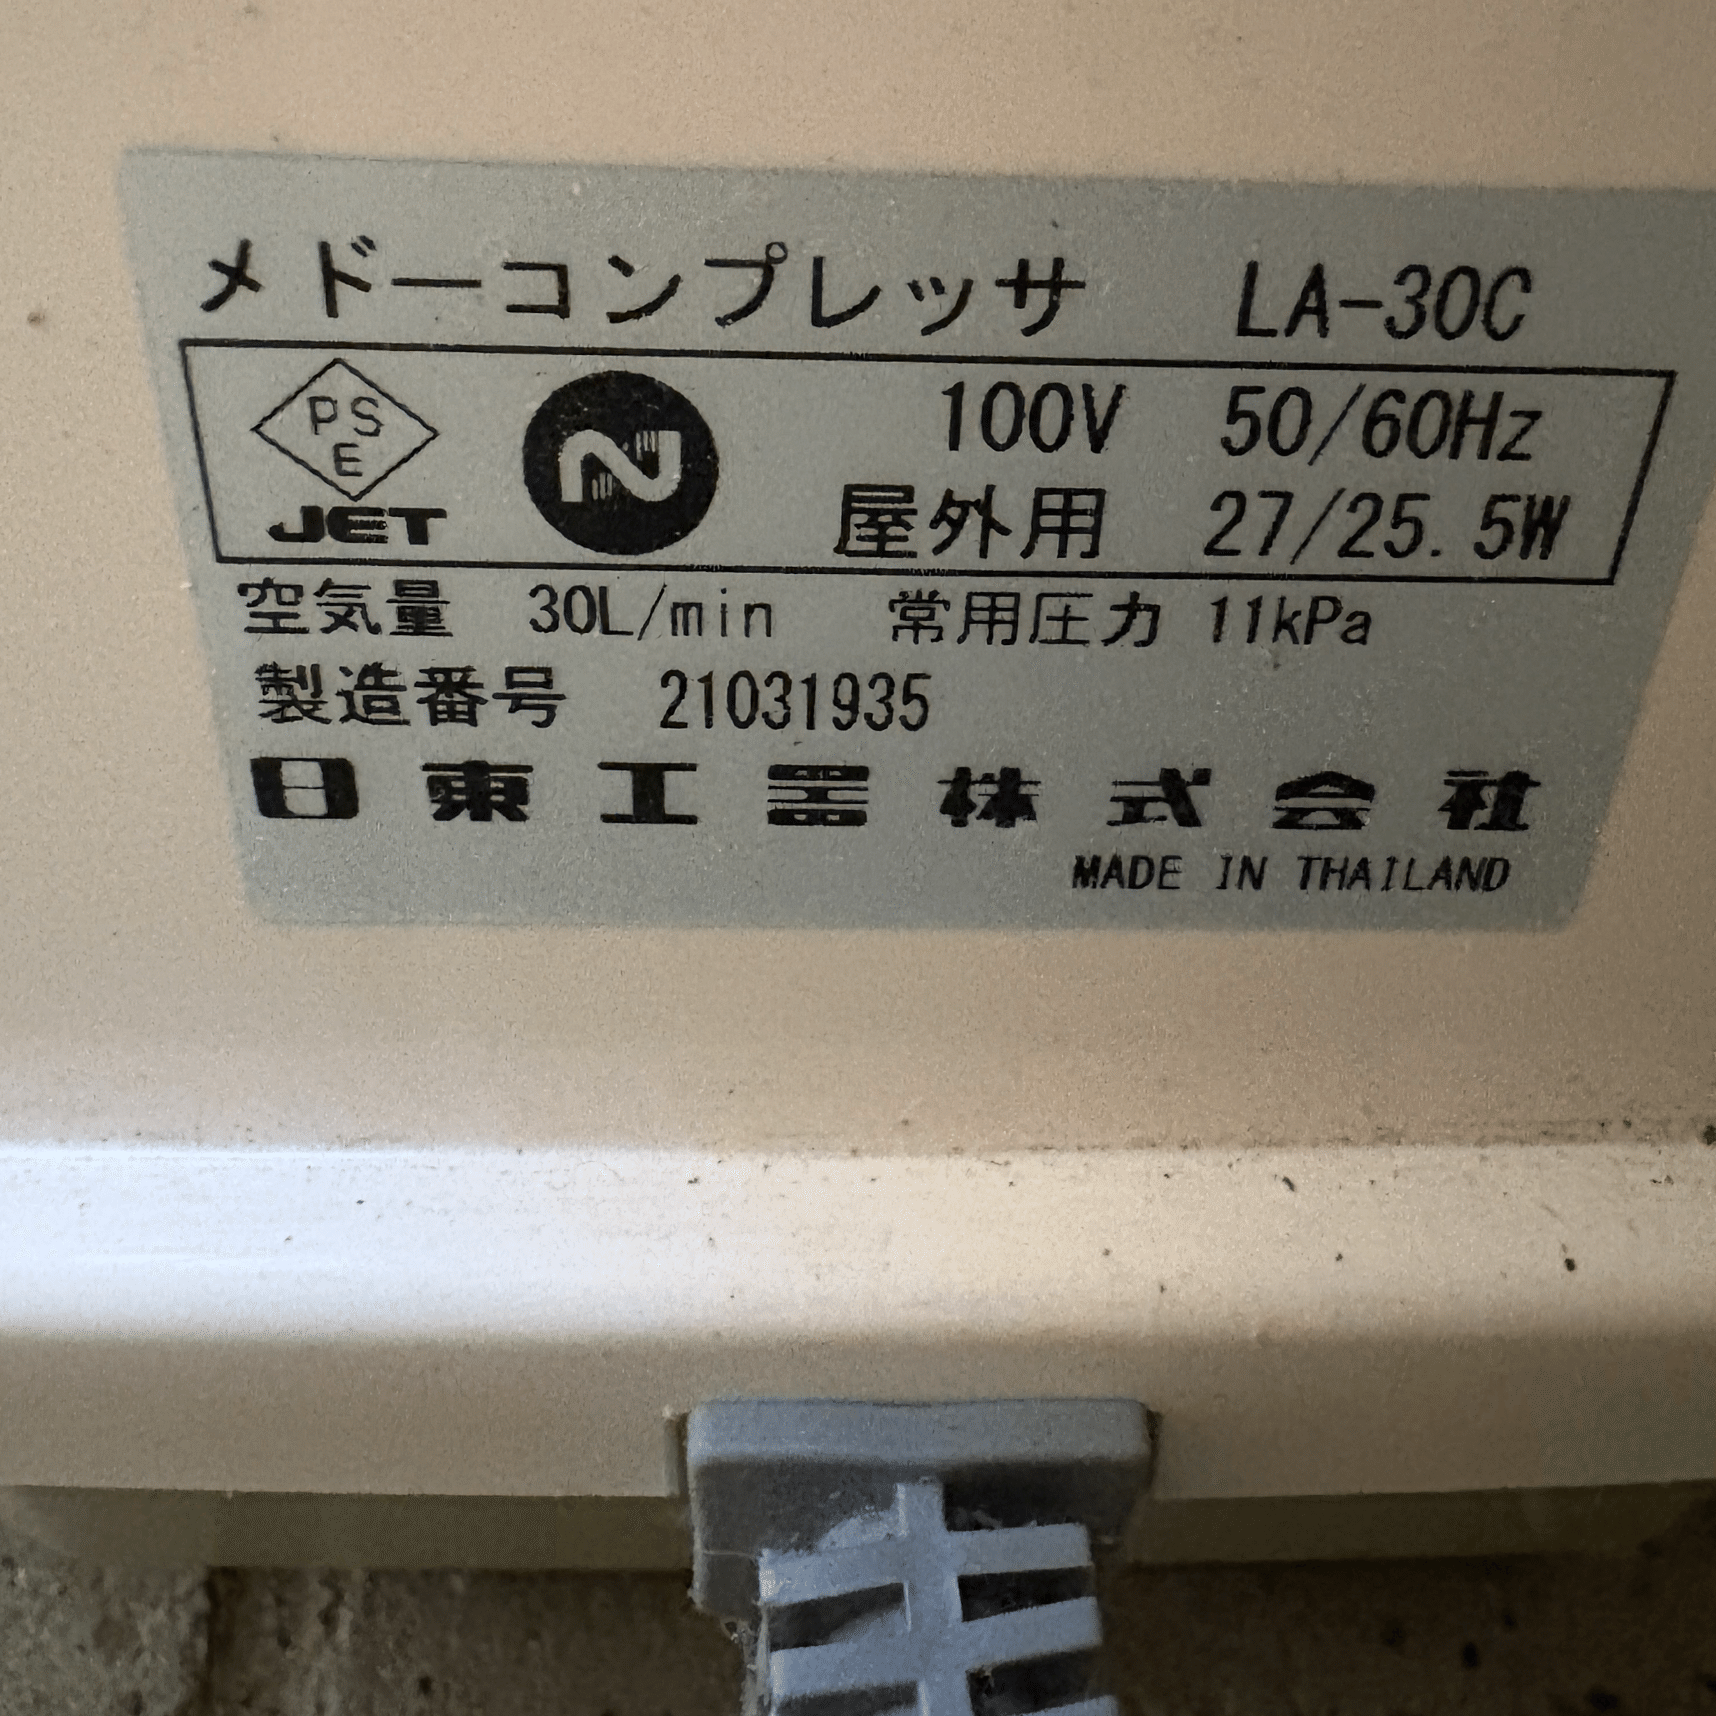 メドーコンプレッサ LA-30C
PSE
JET
N
100V 50/60Hz
屋外用 27/25.5W
空気量 30L/min 常用圧力 11kPa
製造番号 21031935
日東工器株式会社
MADE IN THAILAND